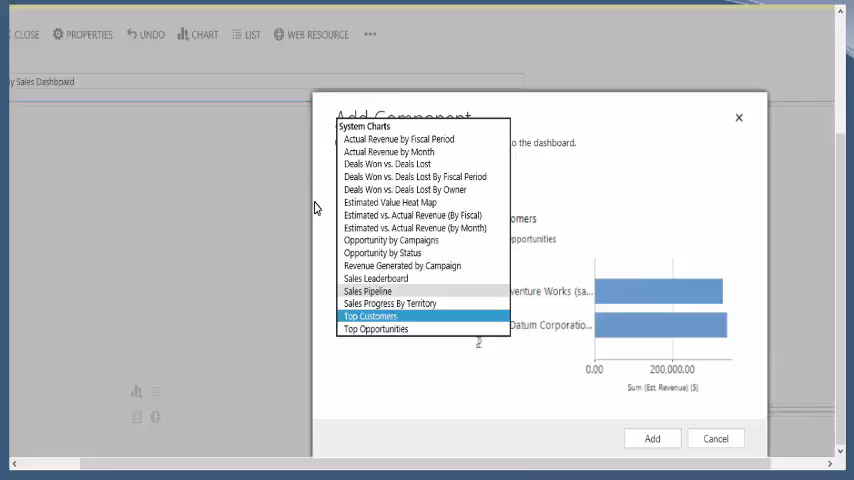 CLOSE PROPERTIES UNDO CHART LIST WEB RESOURCE •••
y Sales Dashboard
Add Component
to the dashboard.
System Charts
Actual Revenue by Fiscal Period
Actual Revenue by Month
Deals Won vs. Deals Lost
Deals Won vs. Deals Lost By Fiscal Period
Deals Won vs. Deals Lost By Owner
Estimated Value Heat Map
Estimated vs. Actual Revenue (By Fiscal)
Estimated vs. Actual Revenue (by Month)
Opportunity by Campaigns
Opportunity by Status
Revenue Generated by Campaign
Sales Leaderboard
Sales Pipeline
Sales Progress By Territory
Top Customers
Top Opportunities
omers
pportunities
venture Works (sa...
Datum Corporatio...
0.00 200,000.00
Sum (Est. Revenue) ($)
Add Cancel